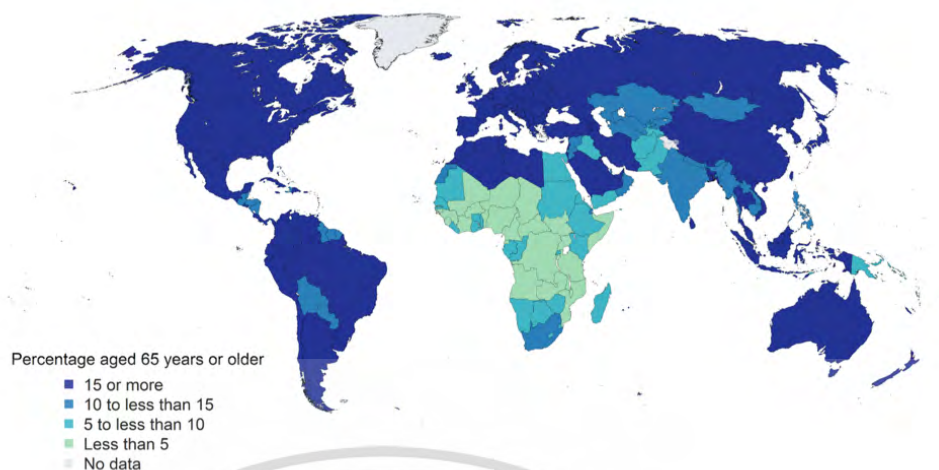 Percentage aged 65 years or older
15 or more
10 to less than 15
5 to less than 10
Less than 5
No data